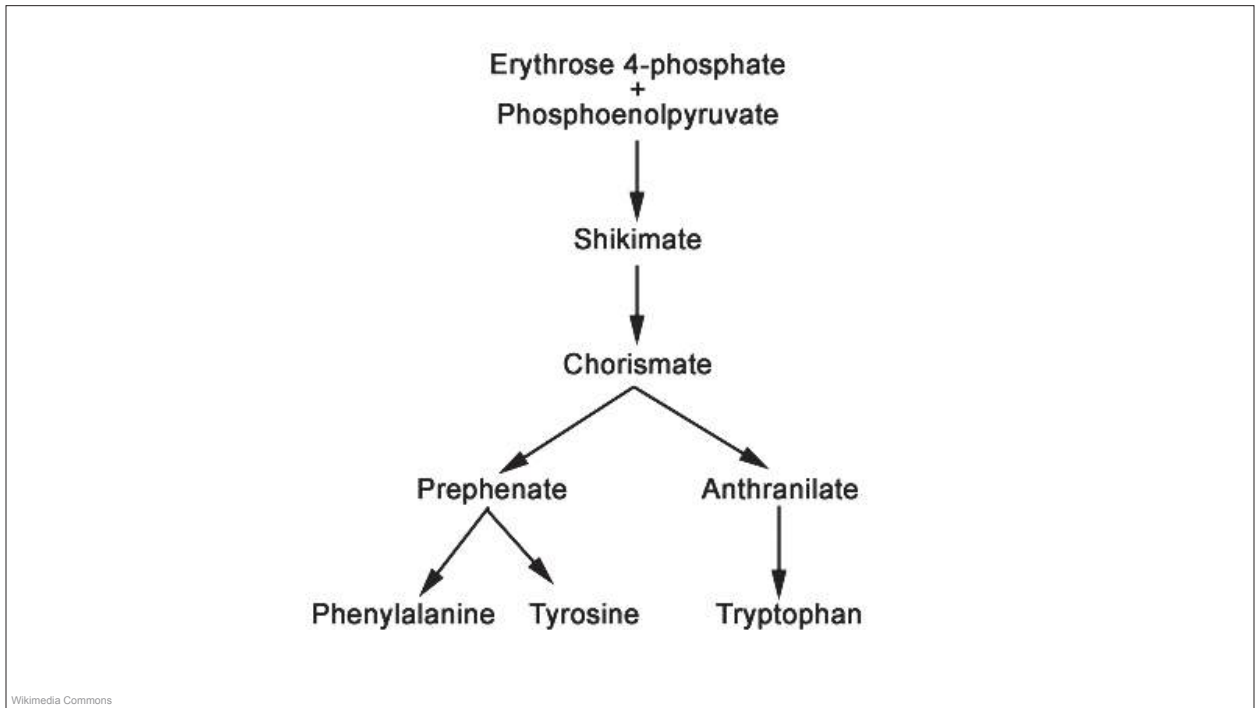 Erythrose 4-phosphate
+
Phosphoenolpyruvate
Shikimate
Chorismate
Prephenate Anthranilate
Phenylalanine Tyrosine Tryptophan
Wikimedia Commons